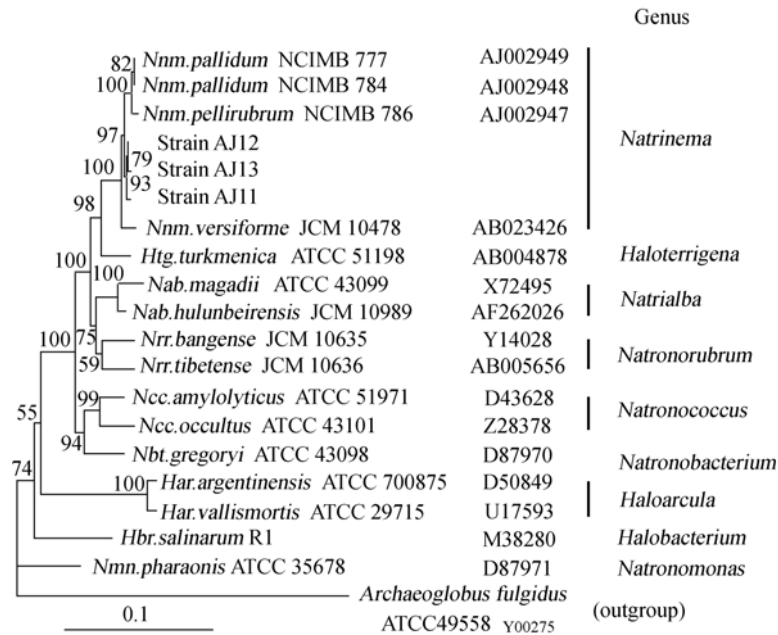 Genus
82 Nnm.pallidum NCIMB 777 AJ002949
100 Nnm.pallidum NCIMB 784 AJ002948
Nnm.pellirubrum NCIMB 786 AJ002947
97 Strain AJ12 Natrinema
79 Strain AJ13
100 93 Strain AJ11
98 Nnm.versiforme JCM 10478 AB023426
Htg.turkmenica ATCC 51198 AB004878 Haloterrigena
100 100 Nab.magadii ATCC 43099 X72495 Natrialba
Nab.hulunbeirensis JCM 10989 AF262026
100 75 Nrr.bangense JCM 10635 Y14028 Natronorubrum
59 Nrr.tibetense JCM 10636 AB005656
99 Ncc.amylolyticus ATCC 51971 D43628 Natronococcus
55 Ncc.occultus ATCC 43101 Z28378
94 Nbt.gregoryi ATCC 43098 D87970 Natronobacterium
74 100 Har.argentinensis ATCC 700875 D50849 Haloarcula
Har.vallismortis ATCC 29715 U17593
Hbr.salinarum R1 M38280 Halobacterium
Nmn.pharaonis ATCC 35678 D87971 Natronomonas
Archaeoglobus fulgidus (outgroup)
0.1 ATCC49558 Y00275